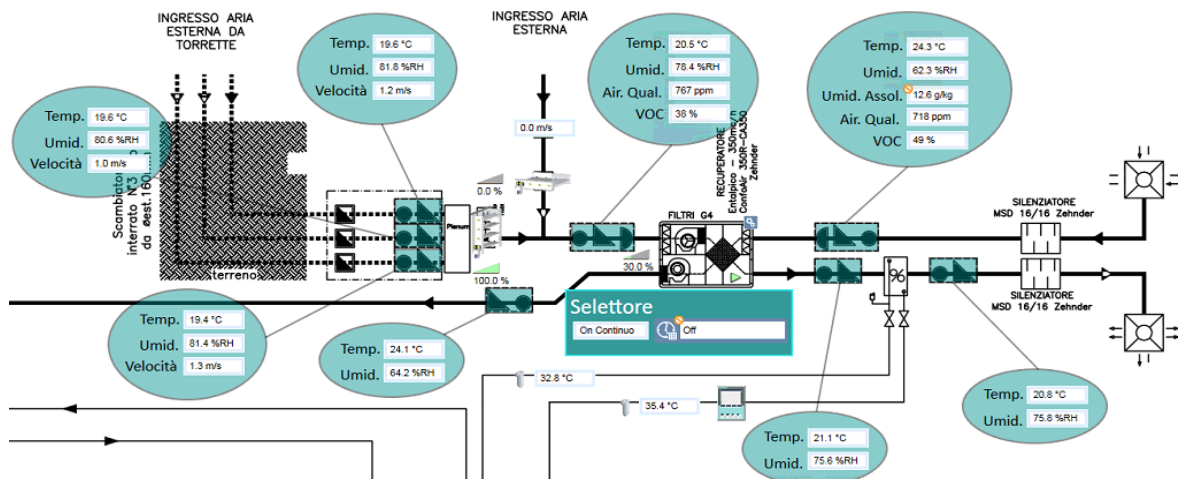 INGRESSO ARIA
ESTERNA DA
TORRETTE
Temp. 19.6 °C
Umid. 81.8 %RH
Velocità 1.2 m/s
INGRESSO ARIA
ESTERNA
0.0 m/s
Temp. 20.5 °C
Umid. 78.4 %RH
Air. Qual. 767 ppm
VOC 38 %
Temp. 24.3 °C
Umid. 62.3 %RH
Umid. Assol. 12.6 g/kg
Air. Qual. 718 ppm
VOC 49 %
Temp. 19.6 °C
Umid. 80.6 %RH
Velocità 1.0 m/s
Scambiator
interrato N°3
da øest.160
terreno
Plenum
0.0 %
100.0 %
RECUPERATORE
Entalpico - 350mc/h
ComfoAir 350R-CA350
Zehnder
FILTRI G4
30.0 %
SILENZIATORE
MSD 16/16 Zehnder
%
SILENZIATORE
MSD 16/16 Zehnder
Selettore
On Continuo
Off
Temp. 19.4 °C
Umid. 81.4 %RH
Velocità 1.3 m/s
Temp. 24.1 °C
Umid. 64.2 %RH
32.8 °C
35.4 °C
Temp. 21.1 °C
Umid. 75.6 %RH
Temp. 20.8 °C
Umid. 75.8 %RH